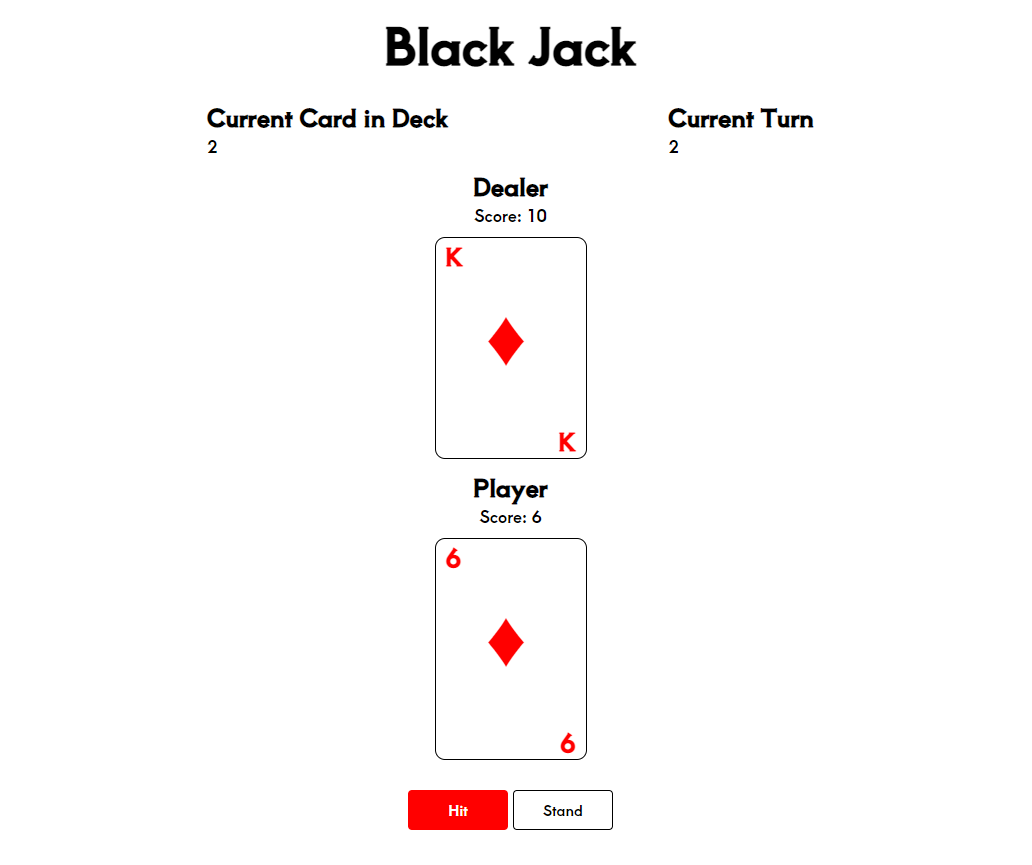 Black Jack
Current Card in Deck
2
Current Turn
2
Dealer
Score: 10
K
K
Player
Score: 6
6
6
Hit
Stand